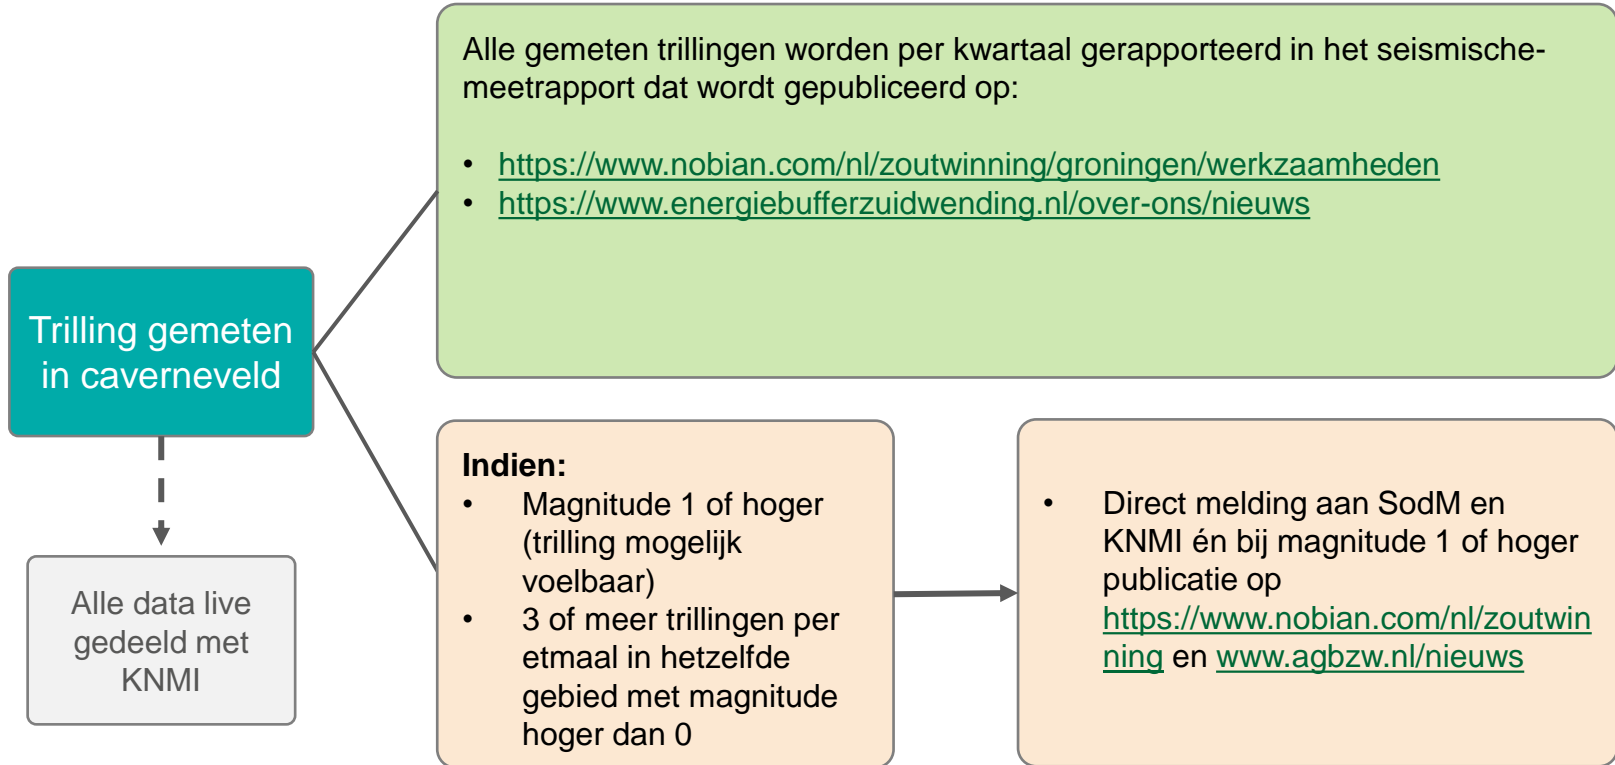 Alle gemeten trillingen worden per kwartaal gerapporteerd in het seismische-
meetrapport dat wordt gepubliceerd op:
• https://www.nobian.com/nl/zoutwinning/groningen/werkzaamheden
• https://www.energiebufferzuidwending.nl/over-ons/nieuws
Trilling gemeten
in caverneveld
Alle data live
gedeeld met
KNMI
Indien:
• Magnitude 1 of hoger
(trilling mogelijk
voelbaar)
• 3 of meer trillingen per
etmaal in hetzelfde
gebied met magnitude
hoger dan 0
• Direct melding aan SodM en
KNMI én bij magnitude 1 of hoger
publicatie op
https://www.nobian.com/nl/zoutwin
ning en www.agbzw.nl/nieuws